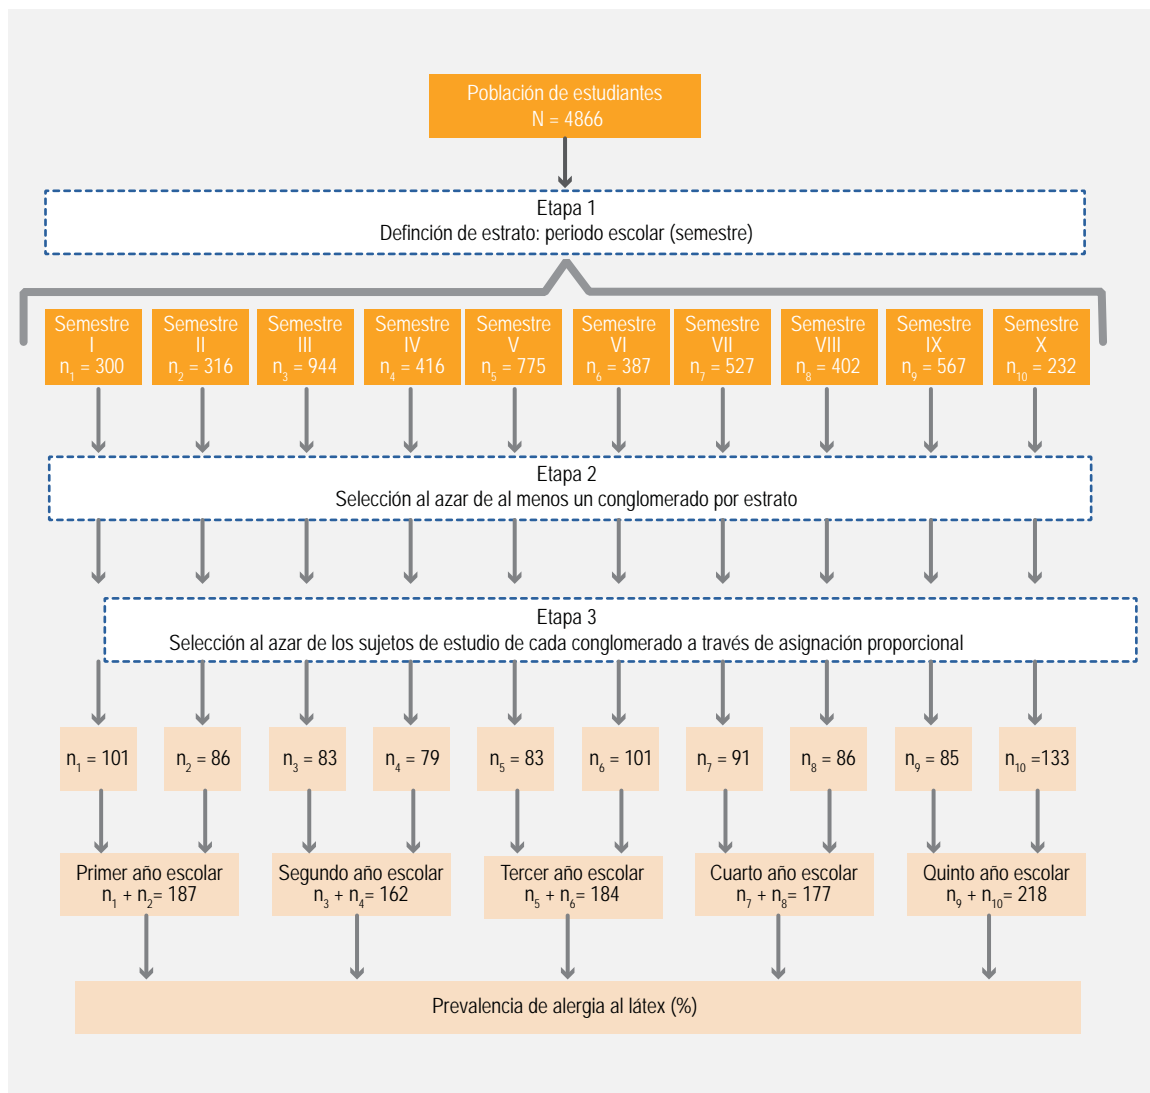 Población de estudiantes
N = 4866
Etapa 1
Definción de estrato: periodo escolar (semestre)
Semestre
I
n₁ = 300
Semestre
II
n₂ = 316
Semestre
III
n₃ = 944
Semestre
IV
n₄ = 416
Semestre
V
n₅ = 775
Semestre
VI
n₆ = 387
Semestre
VII
n₇ = 527
Semestre
VIII
n₈ = 402
Semestre
IX
n₉ = 567
Semestre
X
n₁₀ = 232
Etapa 2
Selección al azar de al menos un conglomerado por estrato
Etapa 3
Selección al azar de los sujetos de estudio de cada conglomerado a través de asignación proporcional
n₁ = 101
n₂ = 86
n₃ = 83
n₄ = 79
n₅ = 83
n₆ = 101
n₇ = 91
n₈ = 86
n₉ = 85
n₁₀ =133
Primer año escolar
n₁ + n₂= 187
Segundo año escolar
n₃ + n₄= 162
Tercer año escolar
n₅ + n₆= 184
Cuarto año escolar
n₇ + n₈= 177
Quinto año escolar
n₉ + n₁₀= 218
Prevalencia de alergia al látex (%)